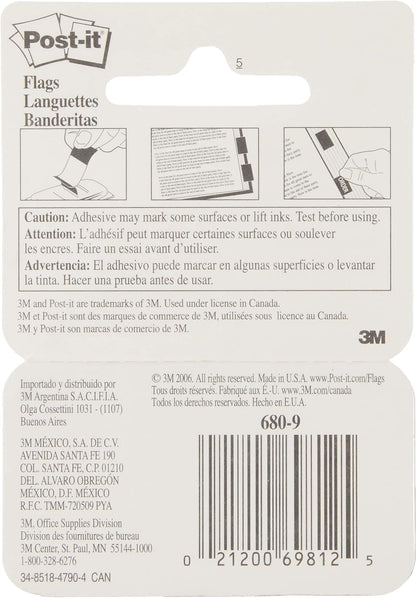 Post-it
5
Flags
Languettes
Banderitas
Caution: Adhesive may mark some surfaces or lift inks. Test before using.
Attention: L'adhésif peut marquer certaines surfaces ou soulever
les encres. Faire un essai avant d'utiliser.
Advertencia: El adhesivo puede marcar en algunas superficies o levantar
la tinta. Hacer una prueba antes de usar.
3M and Post-it are trademarks of 3M. Used under license in Canada.
3M et Post-it sont des marques de commerce de 3M, utilisées sous licence au Canada.
3M y Post-it son marcas de comercio de 3M.
3M
Importado y distribuido por
3M Argentina S.A.C.I.F.I.A.
Olga Cossettini 1031 - (1107)
Buenos Aires
3M MÉXICO, S.A. DE C.V.
AVENIDA SANTA FE 190
COL. SANTA FE, C.P. 01210
DEL. ALVARO OBREGÓN
MÉXICO, D.F. MÉXICO
R.F.C. TMM-720509 PYA
3M, Office Supplies Division
Division des fournitures de bureau
3M Center, St. Paul, MN 55144-1000
1-800-328-6276
34-8518-4790-4 CAN
© 3M 2006. All rights reserved. Made in U.S.A. www.Post-it.com/Flags
Tous droits réservés. Fabriqué aux É.U. www.3M.com/canada
Todos los derechos reservados. Hecho en E.U.A.
680-9
0 21200 69812 5